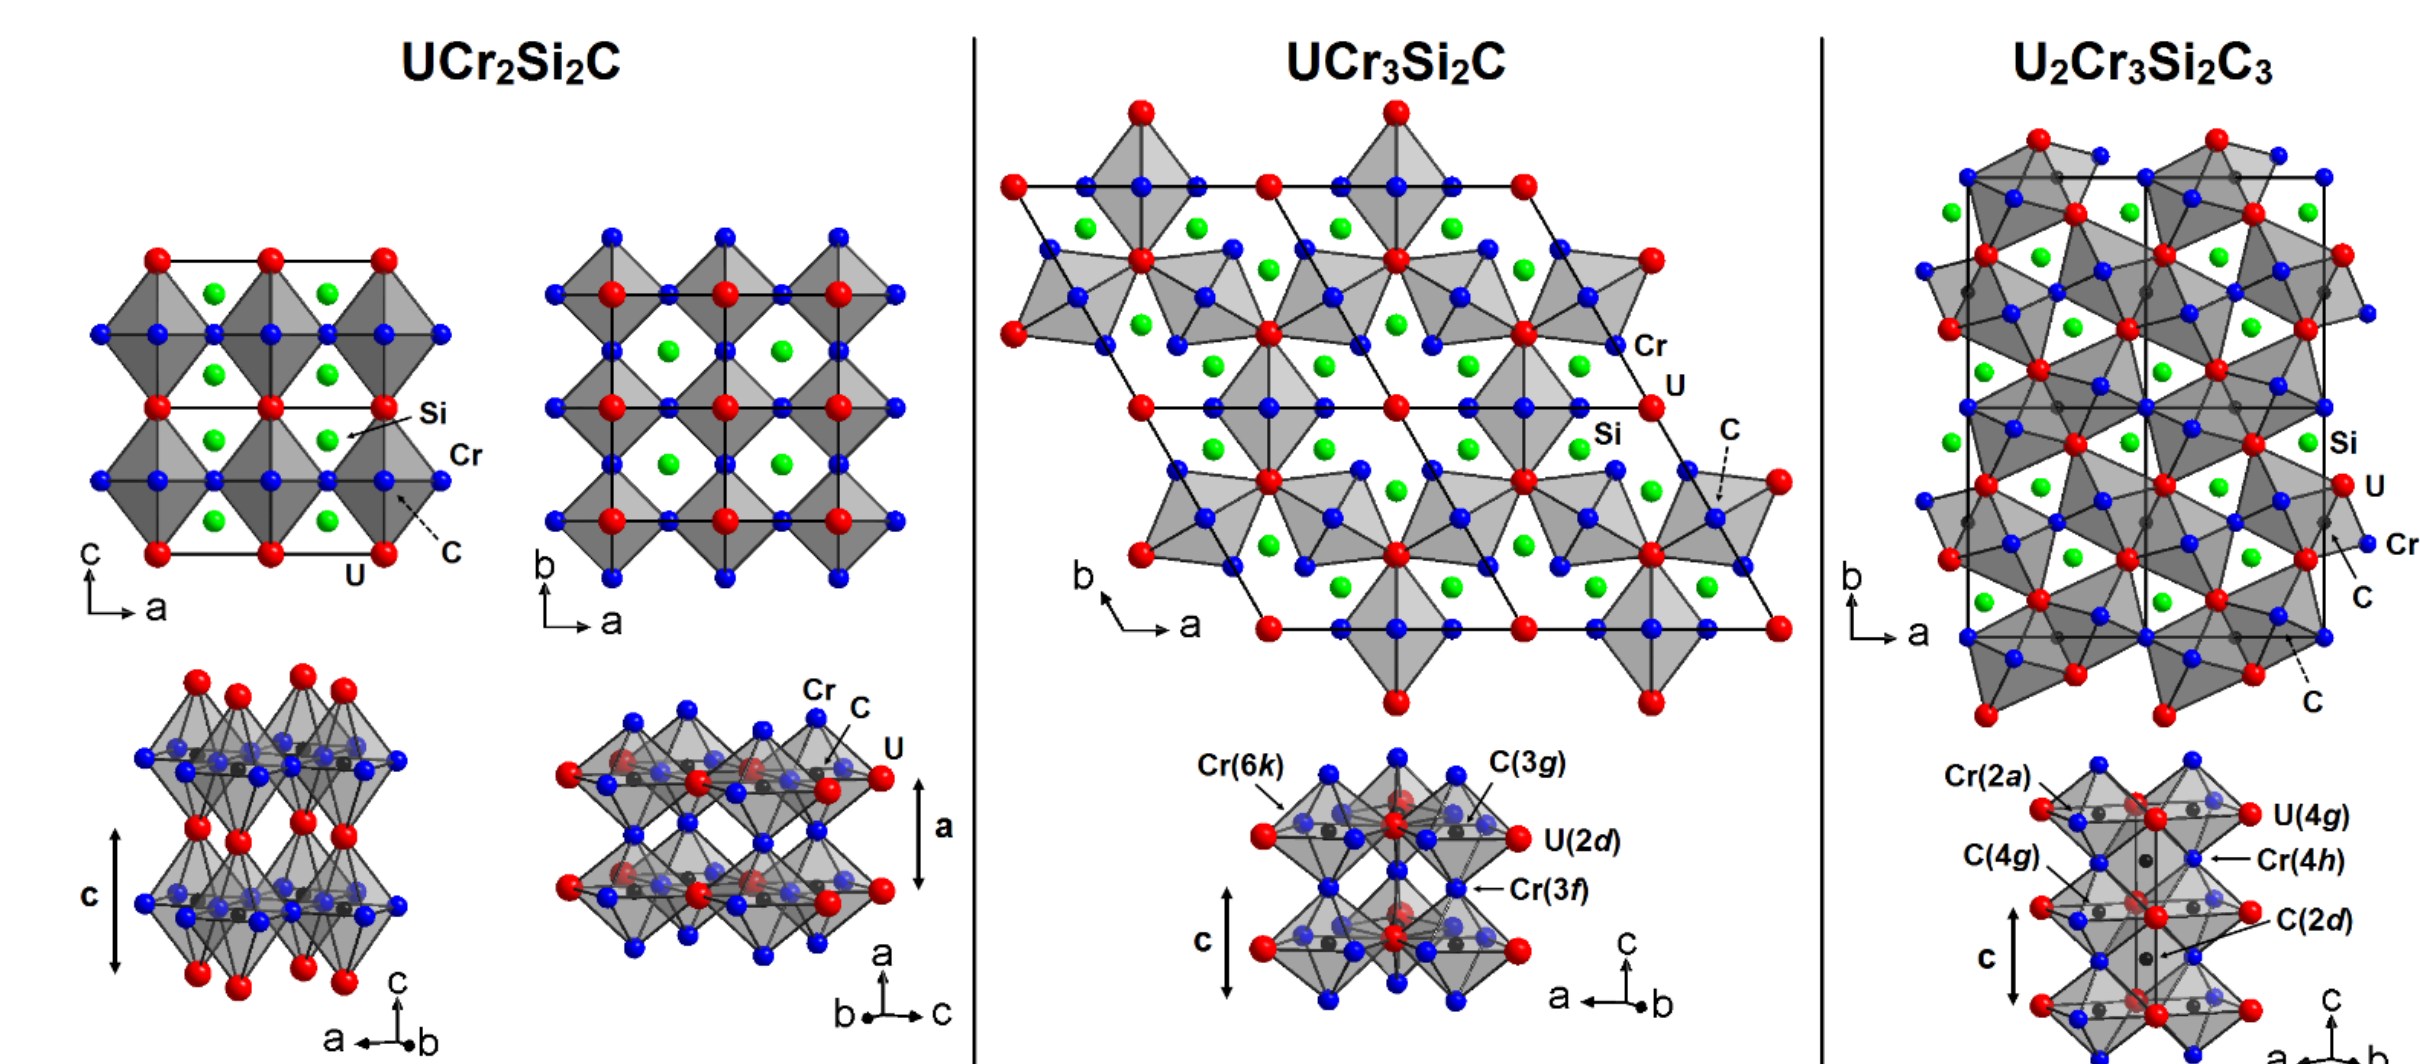 UCr₂Si₂C
UCr₃Si₂C
U₂Cr₃Si₂C₃
Si
Cr
C
U
c
a
b
a
Cr
C
U
c
a
c
a
b
a
b
c
Cr
U
Si
C
b
a
Cr(6k)
C(3g)
U(2d)
Cr(3f)
c
c
a
b
Si
U
Cr
C
C
b
a
Cr(2a)
U(4g)
C(4g)
Cr(4h)
C(2d)
c
c
a
b